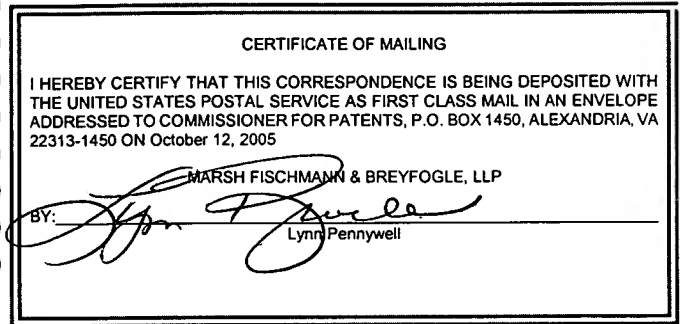 CERTIFICATE OF MAILING
I HEREBY CERTIFY THAT THIS CORRESPONDENCE IS BEING DEPOSITED WITH
THE UNITED STATES POSTAL SERVICE AS FIRST CLASS MAIL IN AN ENVELOPE
ADDRESSED TO COMMISSIONER FOR PATENTS, P.O. BOX 1450, ALEXANDRIA, VA
22313-1450 ON October 12, 2005
MARSH FISCHMANN & BREYFOGLE, LLP
BY:
Lynn Pennywell